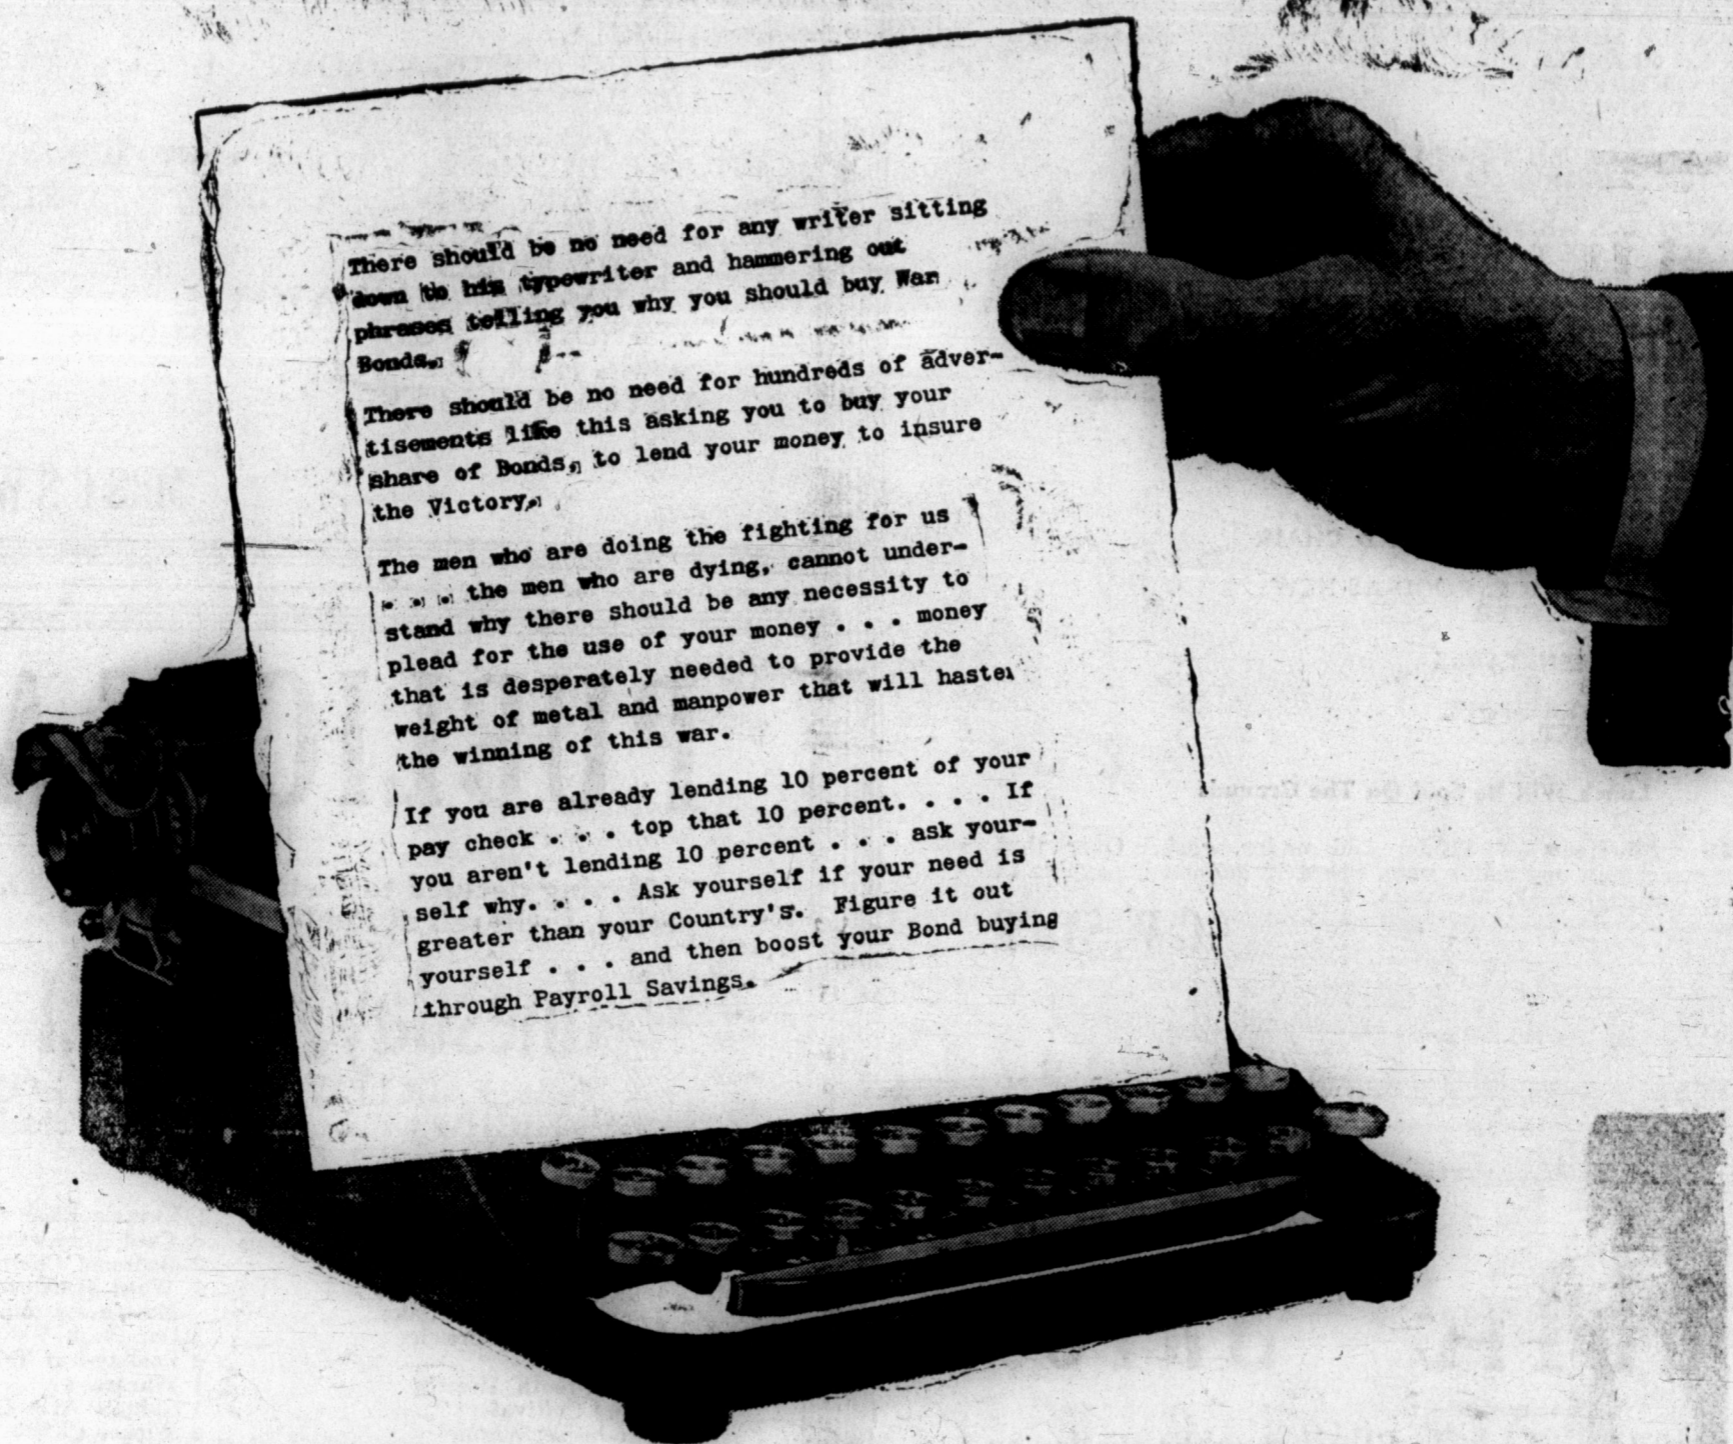 There should be no need for any writer sitting
down to his typewriter and hammering out
phrases telling you why you should buy War
Bonds.
There should be no need for hundreds of adver-
tisements like this asking you to buy your
share of Bonds, to lend your money to insure
the Victory.
The men who are doing the fighting for us
. . . the men who are dying, cannot under-
stand why there should be any necessity to
plead for the use of your money . . . money
that is desperately needed to provide the
weight of metal and manpower that will hasten
the winning of this war.
If you are already lending 10 percent of your
pay check . . . top that 10 percent. . . . If
you aren't lending 10 percent . . . ask your-
self why. . . . Ask yourself if your need is
greater than your Country's. Figure it out
yourself . . . and then boost your Bond buying
through Payroll Savings.